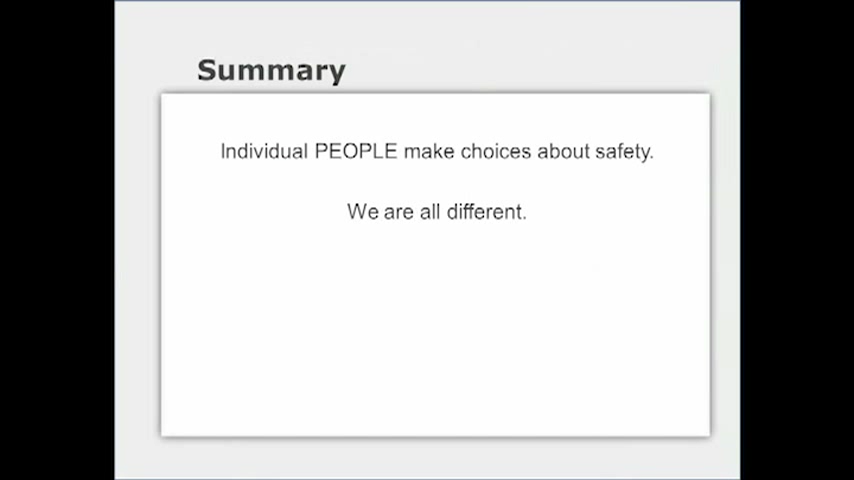 Summary
Individual PEOPLE make choices about safety.
We are all different.